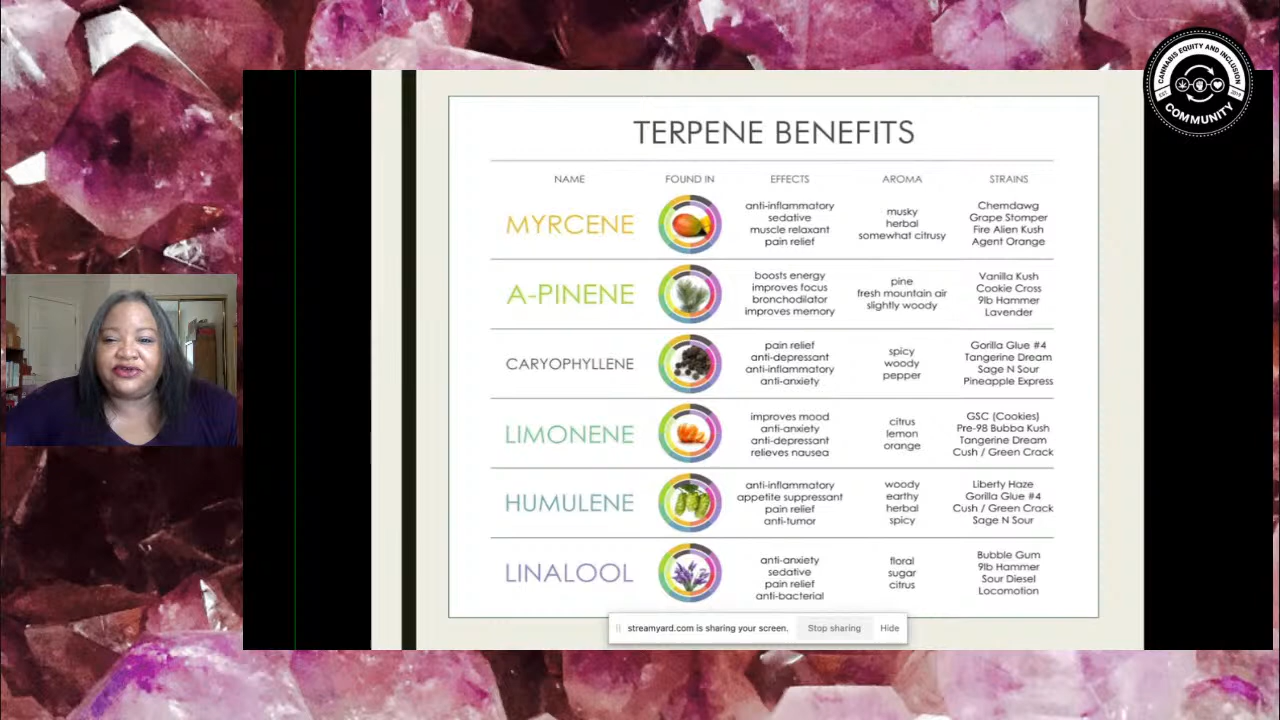 CANNABIS EQUITY AND INCLUSION
EST. 2018
COMMUNITY
TERPENE BENEFITS
NAME FOUND IN EFFECTS AROMA STRAINS
MYRCENE
anti-inflammatory
sedative
muscle relaxant
pain relief
musky
herbal
somewhat citrusy
Chemdawg
Grape Stomper
Fire Alien Kush
Agent Orange
A-PINENE
boosts energy
improves focus
bronchodilator
improves memory
pine
fresh mountain air
slightly woody
Vanilla Kush
Cookie Cross
9lb Hammer
Lavender
CARYOPHYLLENE
pain relief
anti-depressant
anti-inflammatory
anti-anxiety
spicy
woody
pepper
Gorilla Glue #4
Tangerine Dream
Sage N Sour
Pineapple Express
LIMONENE
improves mood
anti-anxiety
anti-depressant
relieves nausea
citrus
lemon
orange
GSC (Cookies)
Pre-98 Bubba Kush
Tangerine Dream
Cush / Green Crack
HUMULENE
anti-inflammatory
appetite suppressant
pain relief
anti-tumor
woody
earthy
herbal
spicy
Liberty Haze
Gorilla Glue #4
Cush / Green Crack
Sage N Sour
LINALOOL
anti-anxiety
sedative
pain relief
anti-bacterial
floral
sugar
citrus
Bubble Gum
9lb Hammer
Sour Diesel
Locomotion
streamyard.com is sharing your screen. Stop sharing Hide